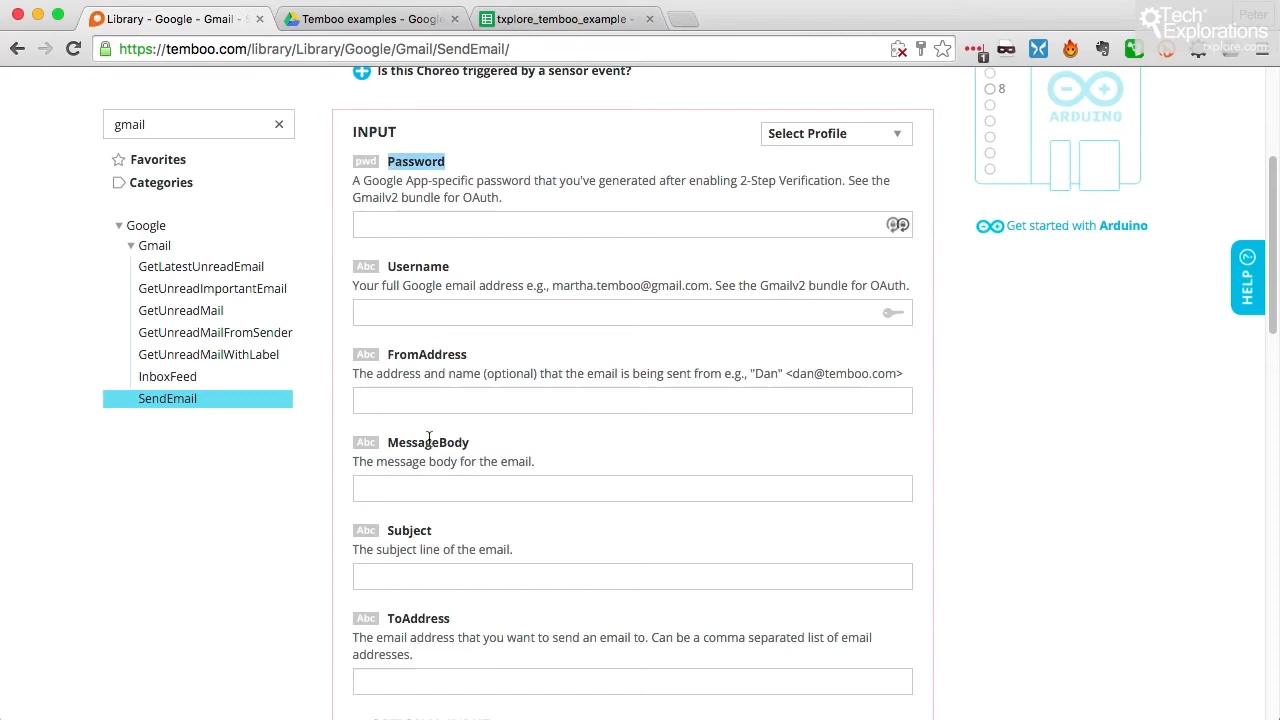 Library - Google - Gmail - S
Temboo examples - Google
txplore_temboo_example -
Peter
Tech
Explorations
txplore.com
https://temboo.com/library/Library/Google/Gmail/SendEmail/
1
Is this Choreo triggered by a sensor event?
gmail
Favorites
Categories
Google
Gmail
GetLatestUnreadEmail
GetUnreadImportantEmail
GetUnreadMail
GetUnreadMailFromSender
GetUnreadMailWithLabel
InboxFeed
SendEmail
INPUT
Select Profile
pwd Password
A Google App-specific password that you've generated after enabling 2-Step Verification. See the
Gmailv2 bundle for OAuth.
Abc Username
Your full Google email address e.g., martha.temboo@gmail.com. See the Gmailv2 bundle for OAuth.
Abc FromAddress
The address and name (optional) that the email is being sent from e.g., "Dan" <dan@temboo.com>
Abc MessageBody
The message body for the email.
Abc Subject
The subject line of the email.
Abc ToAddress
The email address that you want to send an email to. Can be a comma separated list of email
addresses.
8
ARDUINO
Get started with Arduino
HELP ?